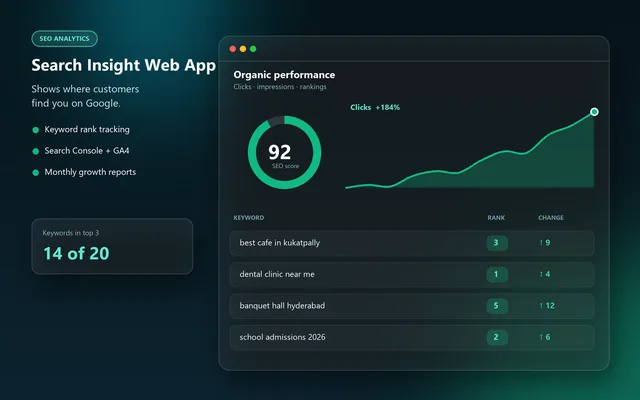 SEO ANALYTICS
Search Insight Web App
Shows where customers
find you on Google.
Keyword rank tracking
Search Console + GA4
Monthly growth reports
Keywords in top 3
14 of 20
Organic performance
Clicks · impressions · rankings
Clicks +184%
92
SEO score
KEYWORD RANK CHANGE
best cafe in kukatpally 3 ↑ 9
dental clinic near me 1 ↑ 4
banquet hall hyderabad 5 ↑ 12
school admissions 2026 2 ↑ 6